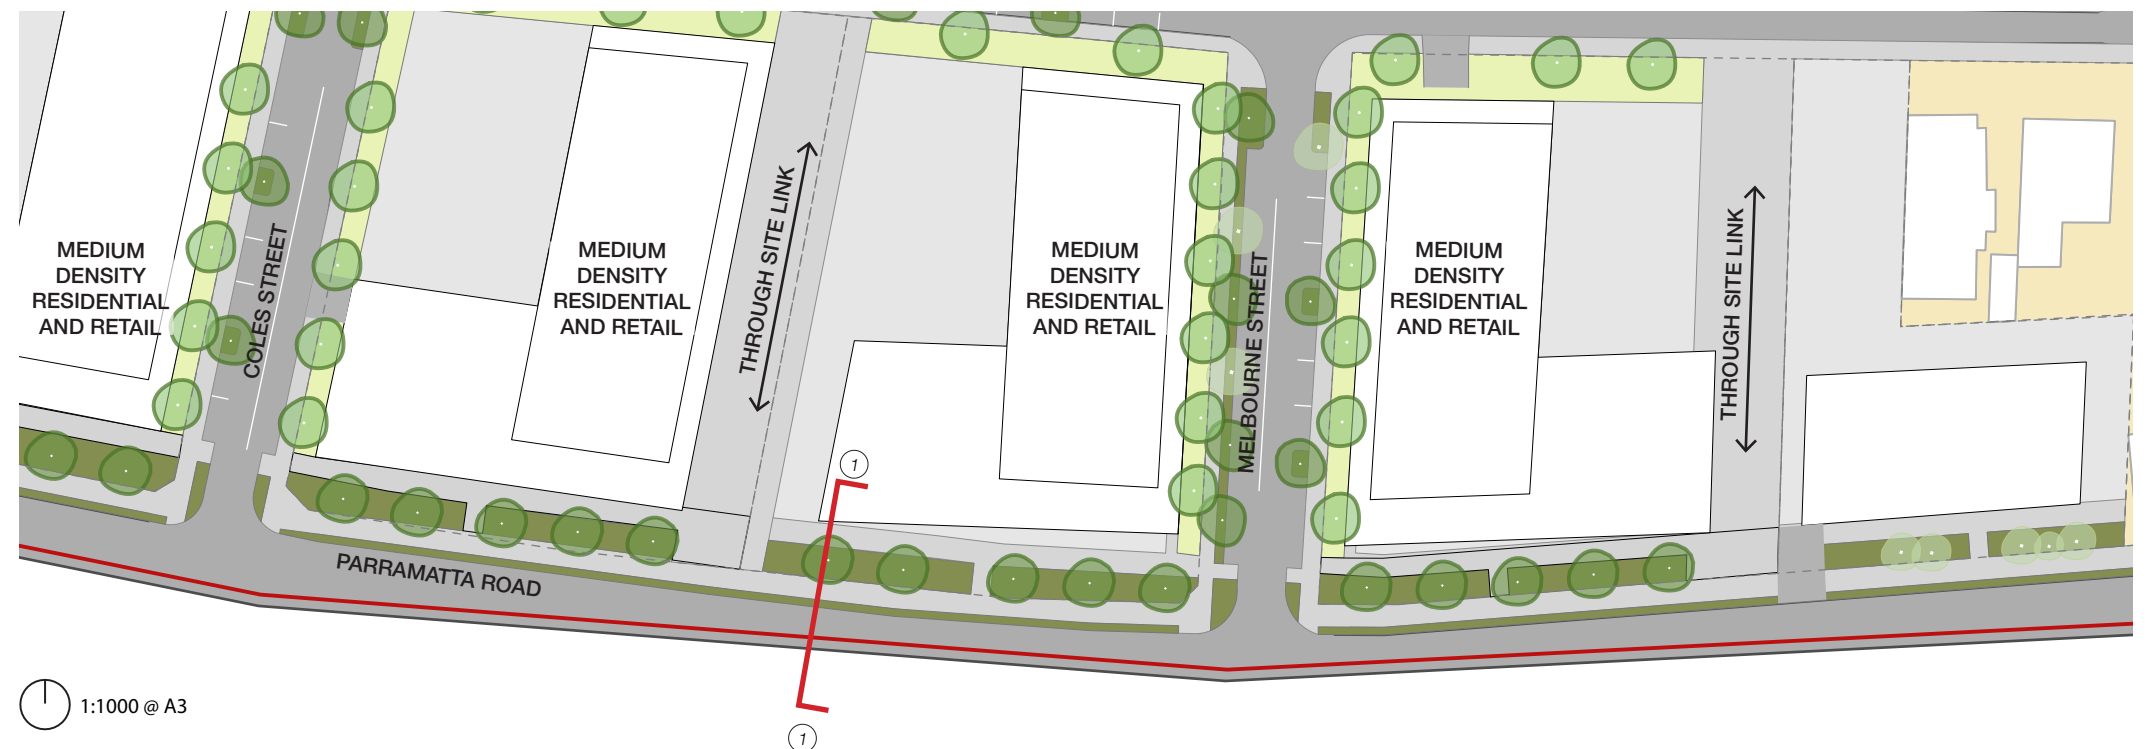 MEDIUM
DENSITY
RESIDENTIAL
AND RETAIL
COLES STREET
MEDIUM
DENSITY
RESIDENTIAL
AND RETAIL
THROUGH SITE LINK
MEDIUM
DENSITY
RESIDENTIAL
AND RETAIL
MELBOURNE STREET
MEDIUM
DENSITY
RESIDENTIAL
AND RETAIL
THROUGH SITE LINK
1
PARRAMATTA ROAD
1:1000 @ A3
1